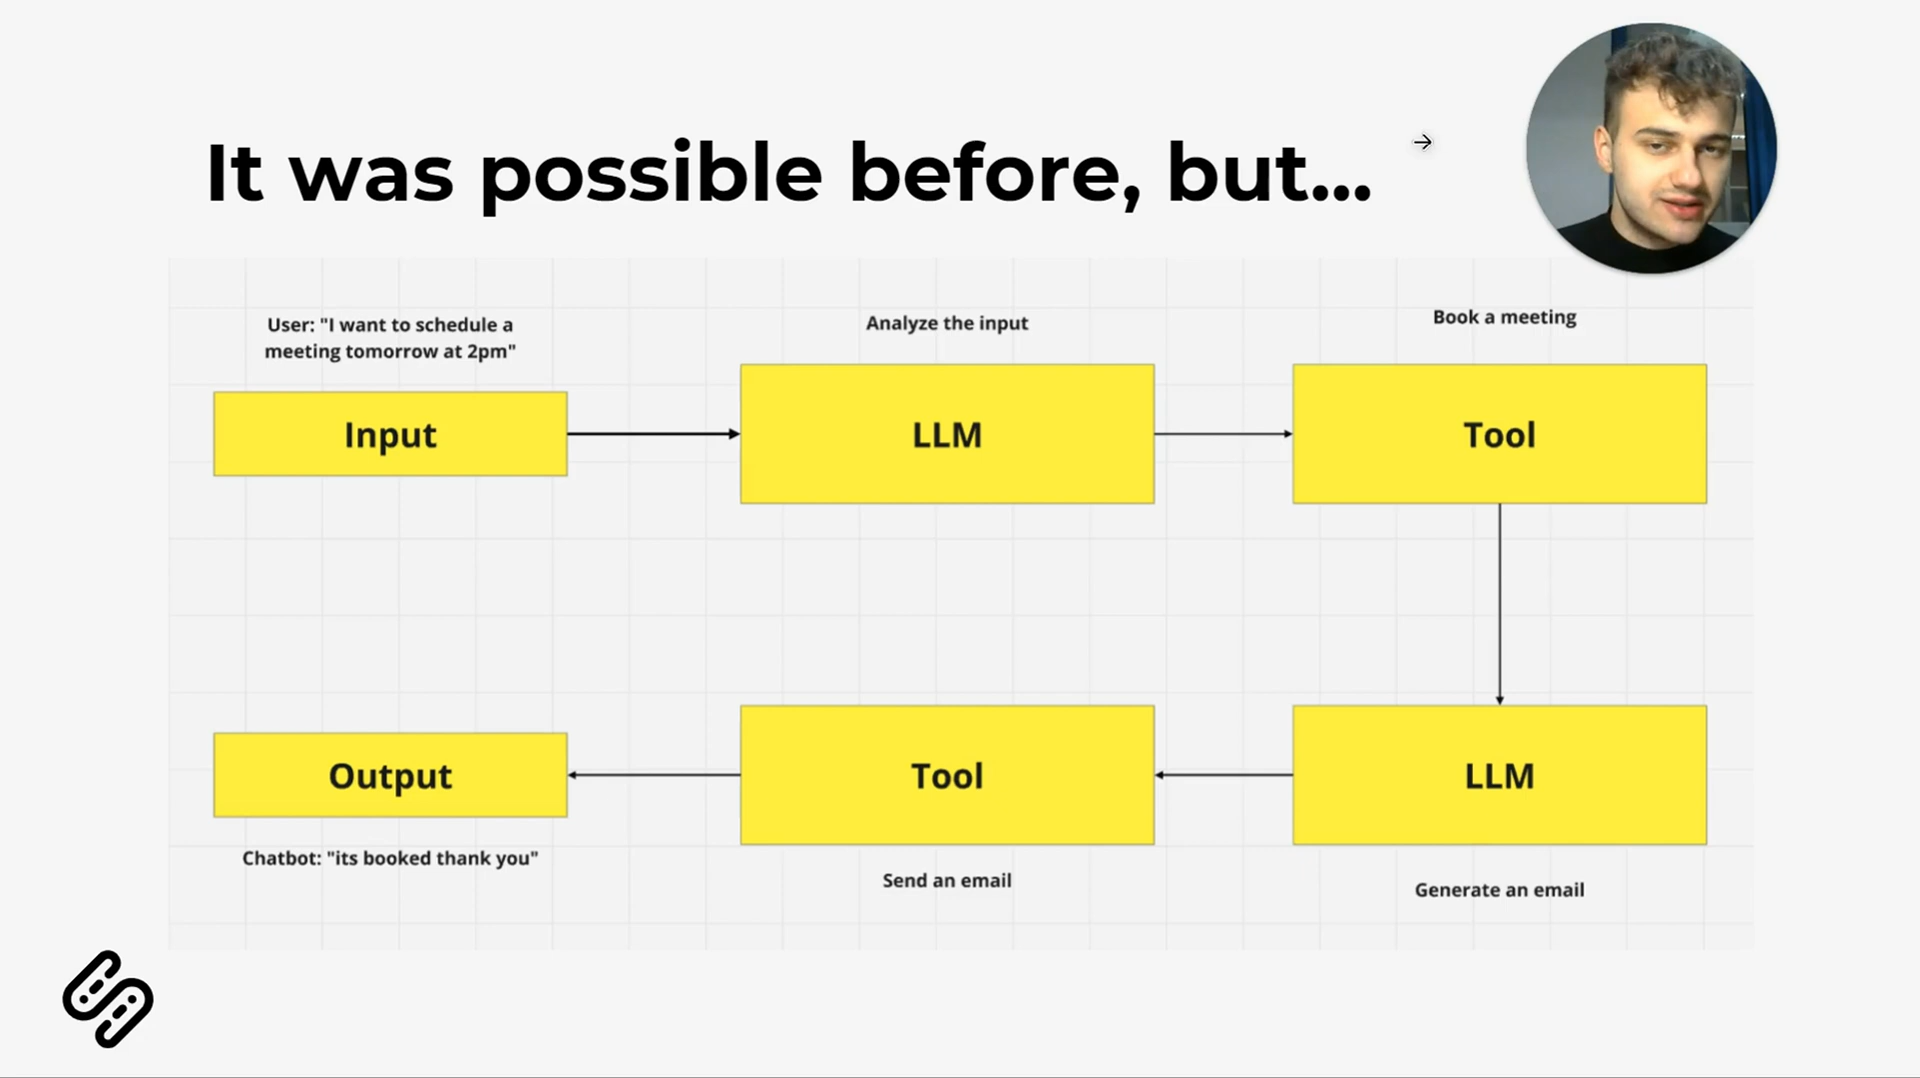 It was possible before, but...
User: "I want to schedule a
meeting tomorrow at 2pm"
Analyze the input
Book a meeting
Input
LLM
Tool
Output
Tool
LLM
Chatbot: "its booked thank you"
Send an email
Generate an email